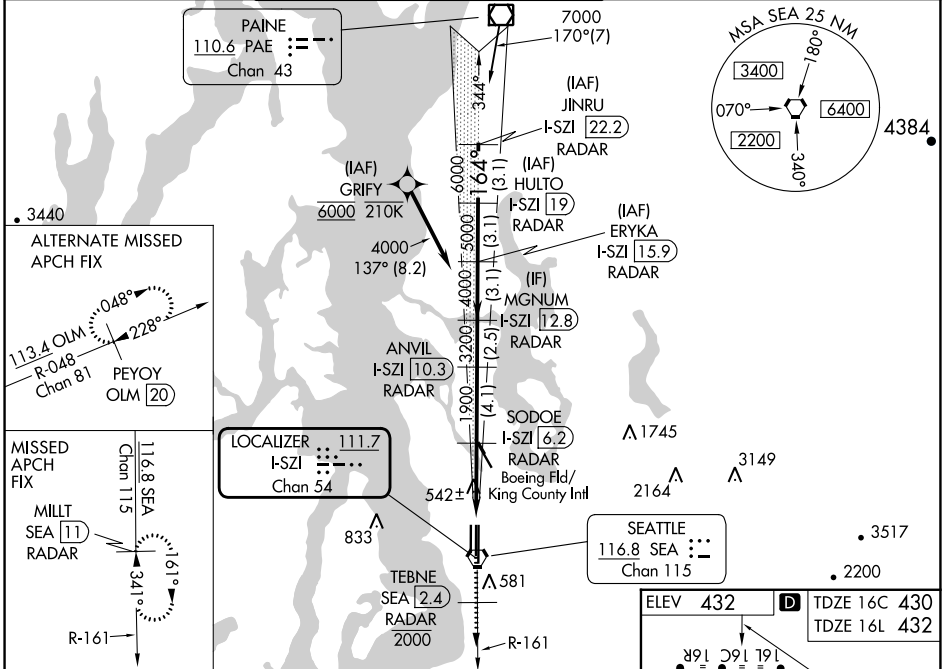 PAINE
110.6 PAE
Chan 43
7000
170°(7)
344°
(IAF)
JINRU
I-SZI 22.2
RADAR
MSA SEA 25 NM
180°
3400
070°
6400
2200
340°
4384
6000
164°
(3.1)
(IAF)
HULTO
I-SZI 19
RADAR
(IAF)
GRIFY
6000 210K
4000
137° (8.2)
5000
(3.1)
(IAF)
ERYKA
I-SZI 15.9
RADAR
4000
(3.1)
(IF)
MGNUM
I-SZI 12.8
RADAR
3200
(2.5)
ANVIL
I-SZI 10.3
RADAR
1900
(4.1)
SODOE
I-SZI 6.2
RADAR
Boeing Fld/
King County Intl
3440
ALTERNATE MISSED
APCH FIX
048°
228°
113.4 OLM
R-048
Chan 81
PEYOY
OLM 20
MISSED
APCH
FIX
116.8 SEA
Chan 115
MILLT
SEA 11
RADAR
161°
341°
R-161
LOCALIZER 111.7
I-SZI
Chan 54
542±
833
1745
2164
3149
SEATTLE
116.8 SEA
Chan 115
3517
2200
581
TEBNE
SEA 2.4
RADAR
2000
R-161
ELEV 432
D
TDZE 16C 430
TDZE 16L 432
16L 16C 16R